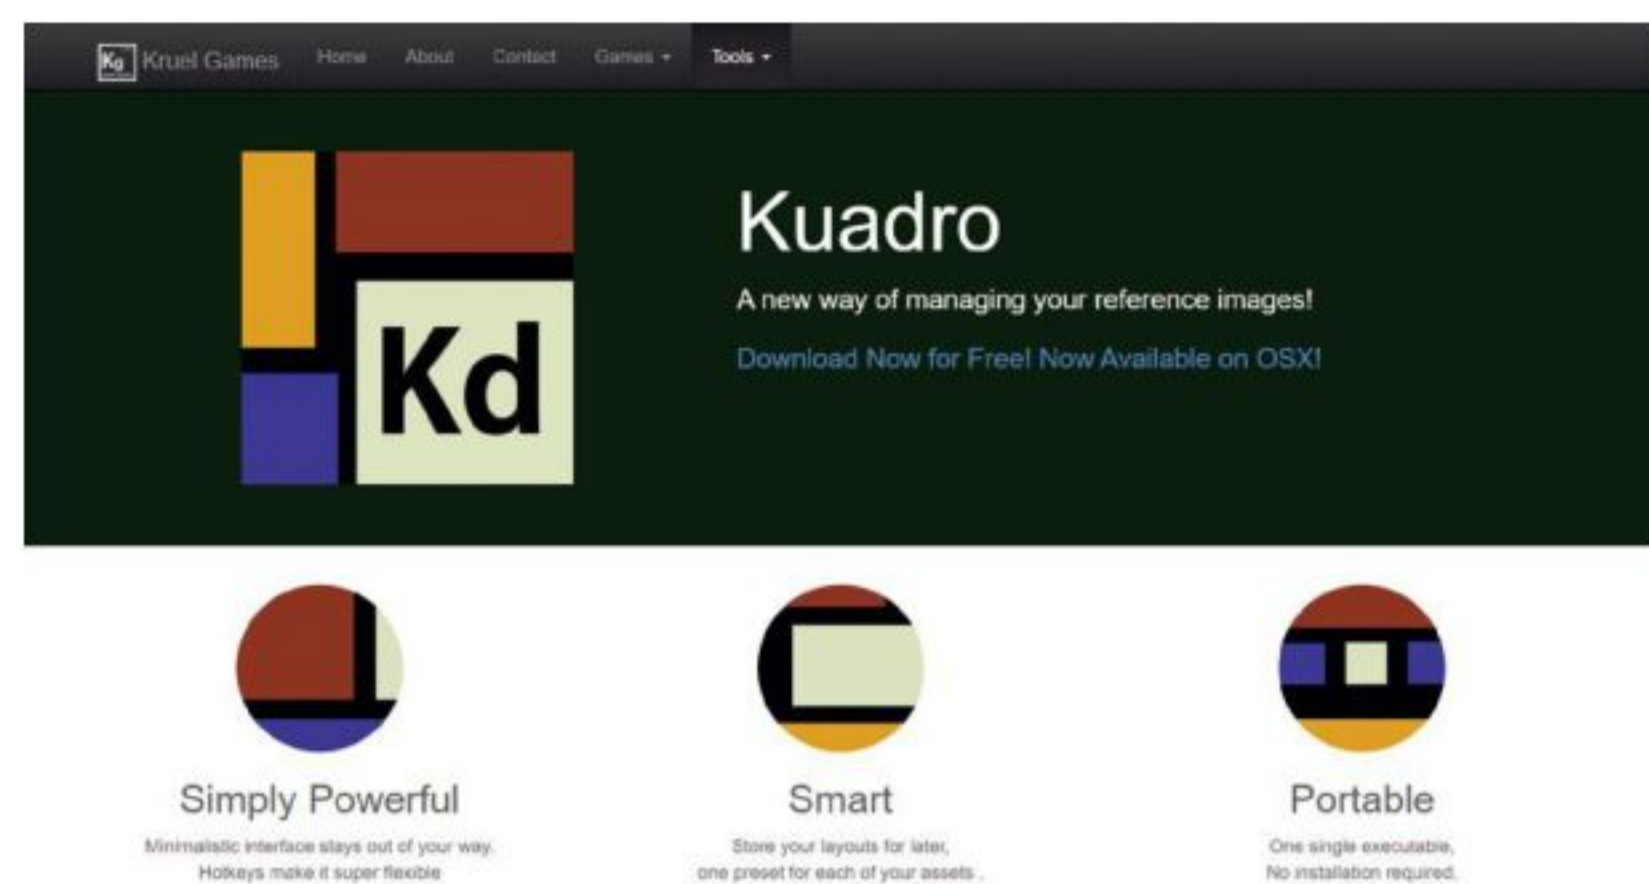 Kg Kruel Games Home About Contact Games Tools
Kuadro
A new way of managing your reference images!
Download Now for Free! Now Available on OSX!
Kd
Simply Powerful
Minimalistic interface stays out of your way.
Hotkeys make it super flexible
Smart
Store your layouts for later,
one preset for each of your assets .
Portable
One single executable,
No installation required.